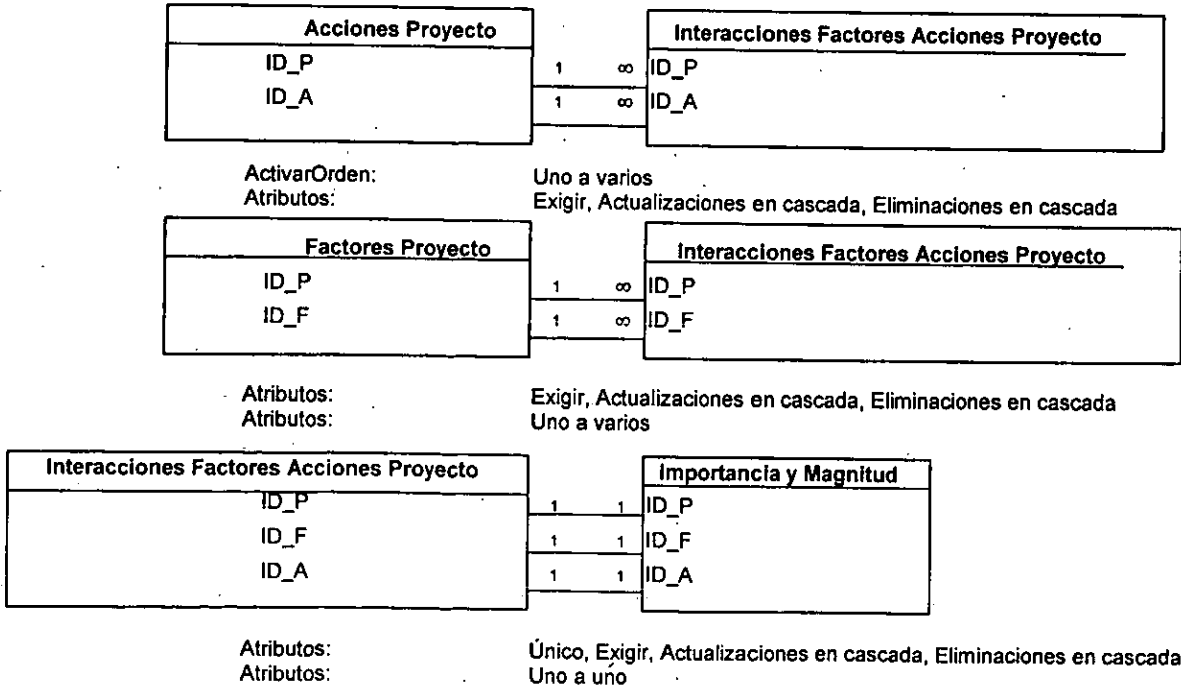 Acciones Proyecto
Interacciones Factores Acciones Proyecto
ID_P 1 ∞ ID_P
ID_A 1 ∞ ID_A
ActivarOrden: Uno a varios
Atributos: Exigir, Actualizaciones en cascada, Eliminaciones en cascada
Factores Proyecto
Interacciones Factores Acciones Proyecto
ID_P 1 ∞ ID_P
ID_F 1 ∞ ID_F
Atributos: Exigir, Actualizaciones en cascada, Eliminaciones en cascada
Atributos: Uno a varios
Interacciones Factores Acciones Proyecto
Importancia y Magnitud
ID_P 1 1 ID_P
ID_F 1 1 ID_F
ID_A 1 1 ID_A
Atributos: Único, Exigir, Actualizaciones en cascada, Eliminaciones en cascada
Atributos: Uno a uno